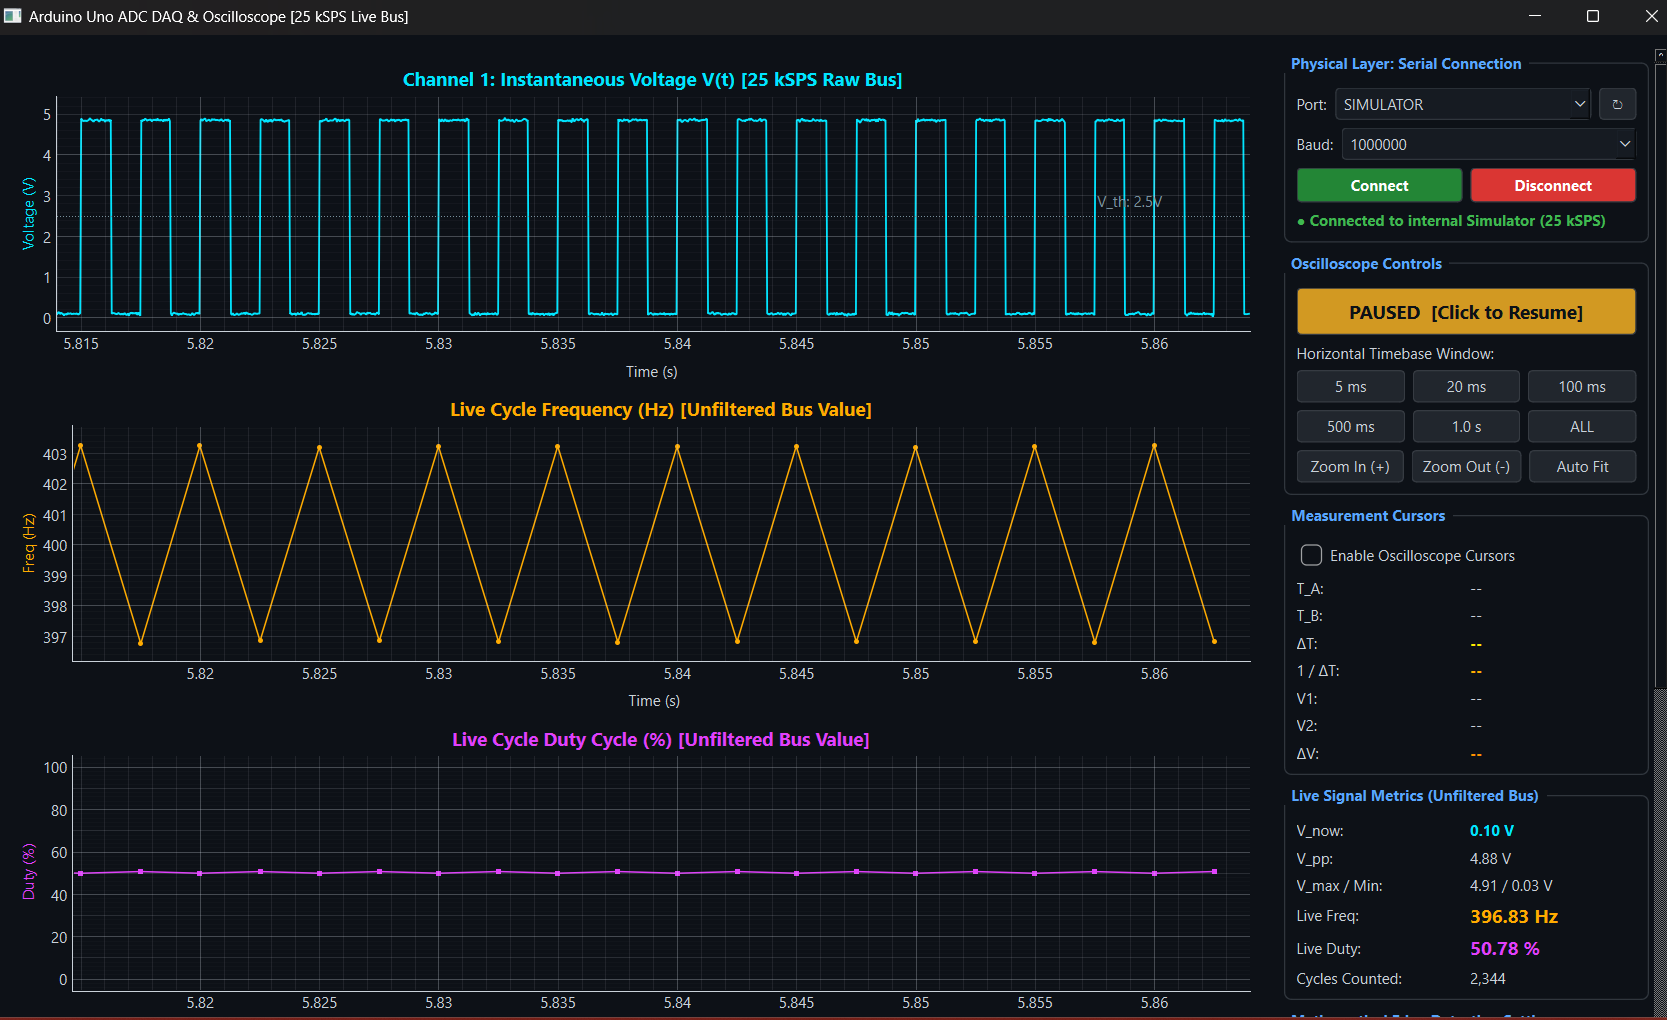 Arduino Uno ADC DAQ & Oscilloscope [25 kSPS Live Bus]
Channel 1: Instantaneous Voltage V(t) [25 kSPS Raw Bus]
Voltage (V)
5
4
3
2
1
0
V_th: 2.5V
5.815 5.82 5.825 5.83 5.835 5.84 5.845 5.85 5.855 5.86
Time (s)
Live Cycle Frequency (Hz) [Unfiltered Bus Value]
Freq (Hz)
403
402
401
400
399
398
397
5.82 5.825 5.83 5.835 5.84 5.845 5.85 5.855 5.86
Time (s)
Live Cycle Duty Cycle (%) [Unfiltered Bus Value]
Duty (%)
100
80
60
40
20
0
5.82 5.825 5.83 5.835 5.84 5.845 5.85 5.855 5.86
Physical Layer: Serial Connection
Port: SIMULATOR ↻
Baud: 1000000
Connect Disconnect
● Connected to internal Simulator (25 kSPS)
Oscilloscope Controls
PAUSED [Click to Resume]
Horizontal Timebase Window:
5 ms 20 ms 100 ms
500 ms 1.0 s ALL
Zoom In (+) Zoom Out (-) Auto Fit
Measurement Cursors
Enable Oscilloscope Cursors
T_A: --
T_B: --
ΔT: --
1 / ΔT: --
V1: --
V2: --
ΔV: --
Live Signal Metrics (Unfiltered Bus)
V_now: 0.10 V
V_pp: 4.88 V
V_max / Min: 4.91 / 0.03 V
Live Freq: 396.83 Hz
Live Duty: 50.78 %
Cycles Counted: 2,344